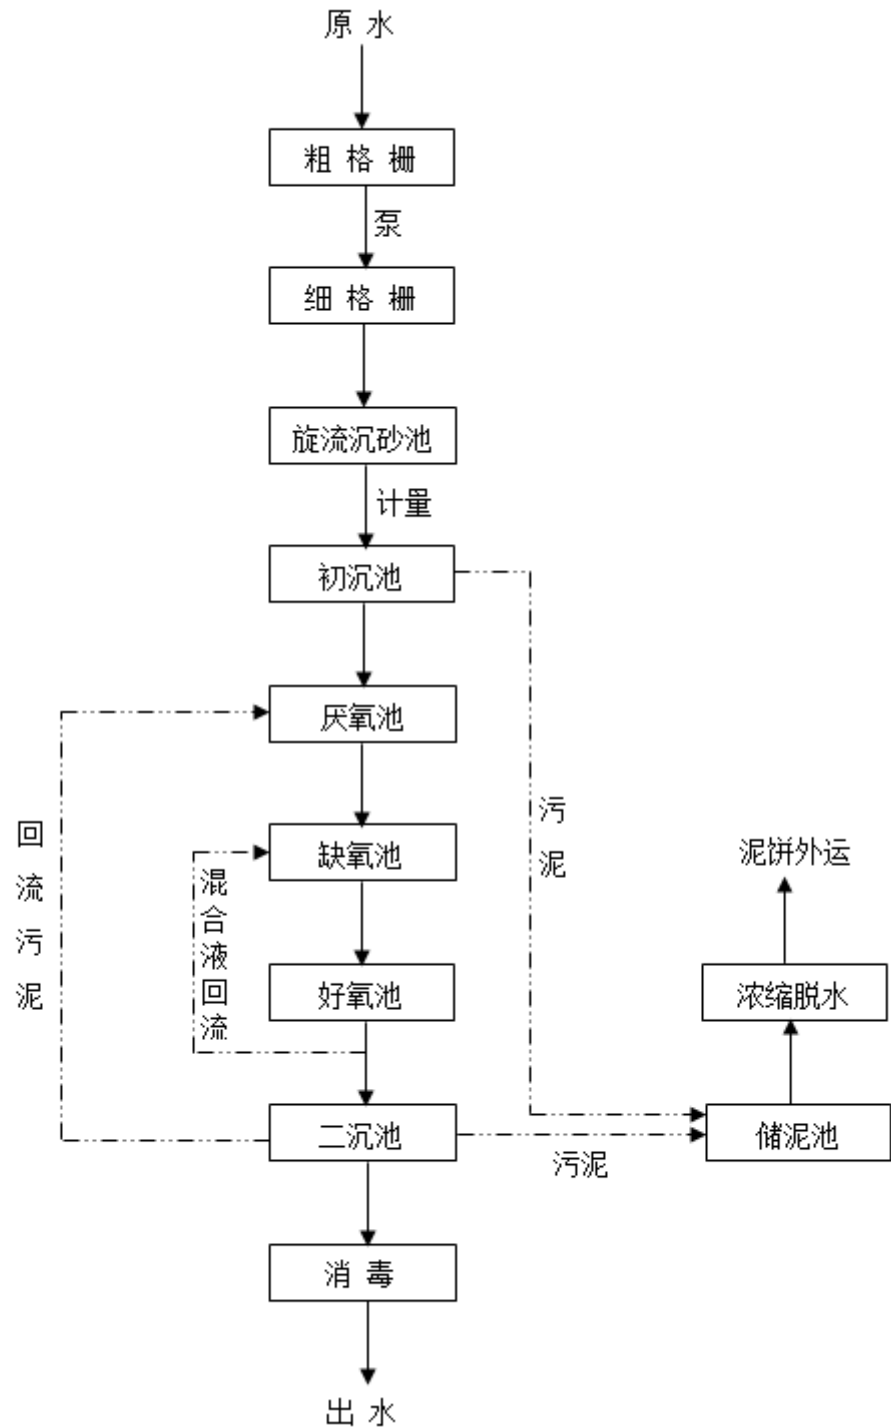 原 水
粗 格 栅
泵
细 格 栅
旋流沉砂池
计量
初沉池
厌氧池
回流污泥
污泥
缺氧池
混合液回流
泥饼外运
好氧池
浓缩脱水
二沉池
污泥
储泥池
消 毒
出 水